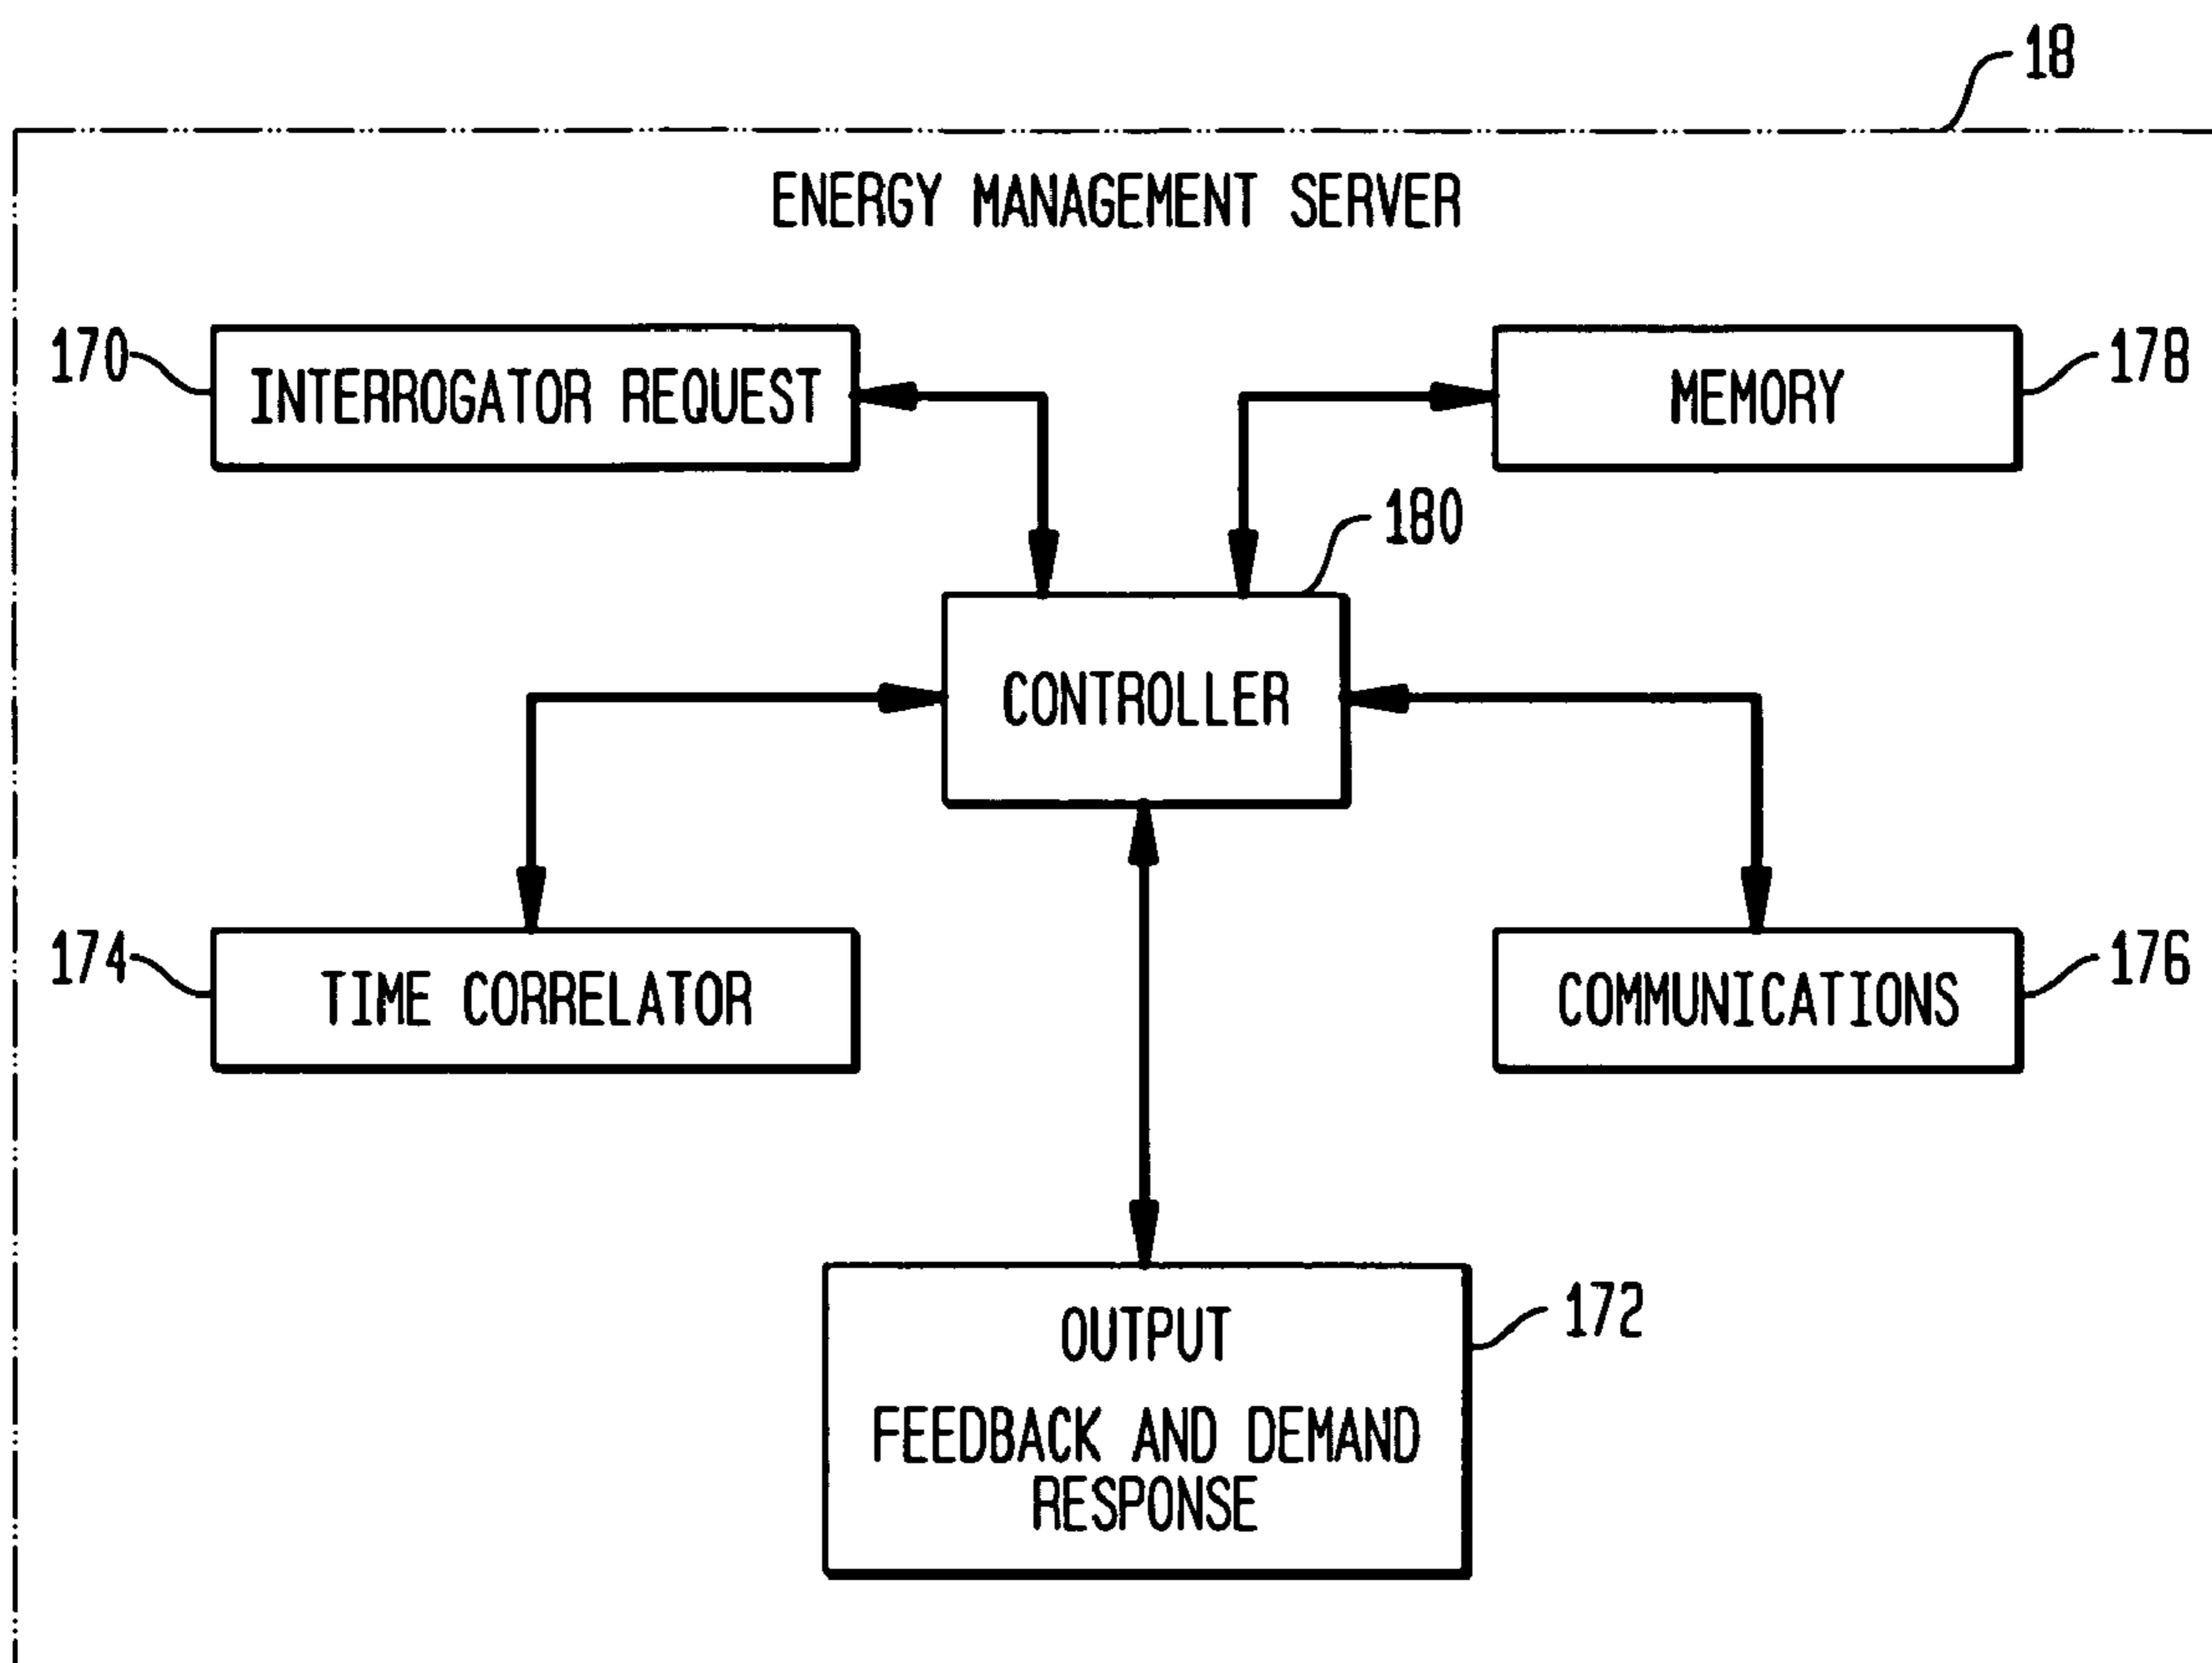 18
ENERGY MANAGEMENT SERVER
170
INTERROGATOR REQUEST
MEMORY
178
180
CONTROLLER
174
TIME CORRELATOR
COMMUNICATIONS
176
OUTPUT
172
FEEDBACK AND DEMAND
RESPONSE